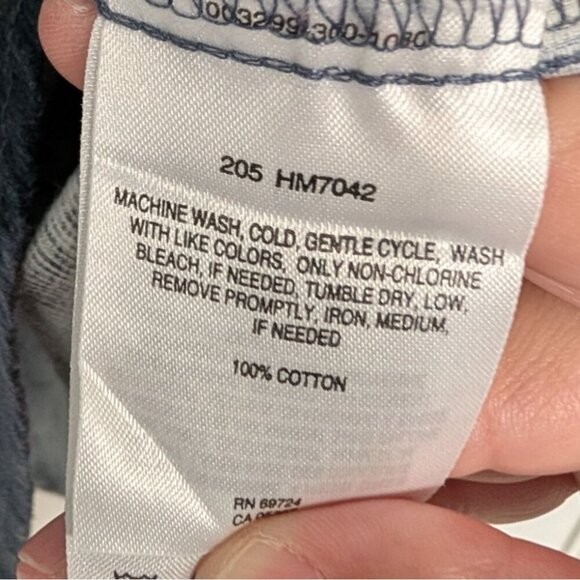 205 HM7042
MACHINE WASH, COLD, GENTLE CYCLE, WASH
WITH LIKE COLORS, ONLY NON-CHLORINE
BLEACH, IF NEEDED, TUMBLE DRY, LOW,
REMOVE PROMPTLY, IRON, MEDIUM,
IF NEEDED
100% COTTON
RN 69724
CA